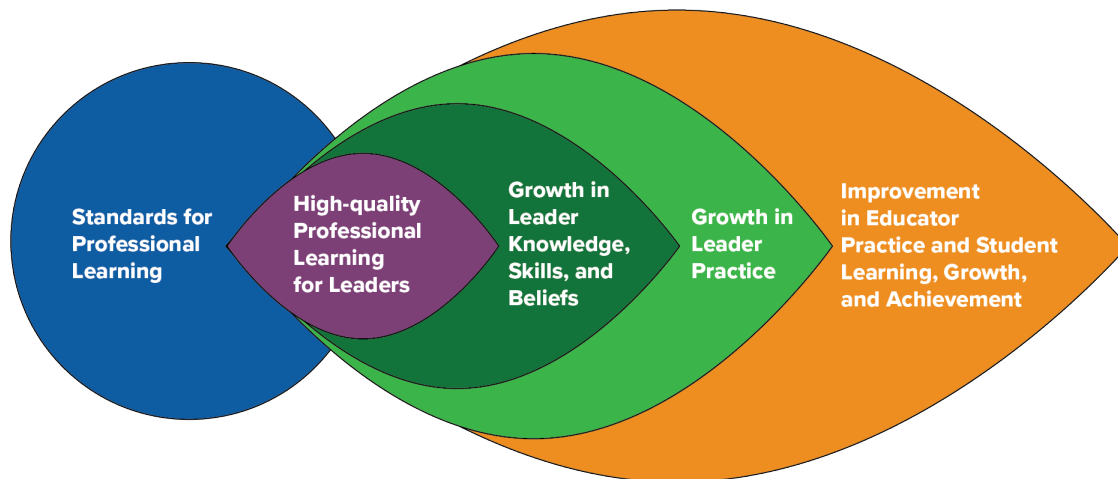 Standards for
Professional
Learning
High-quality
Professional
Learning
for Leaders
Growth in
Leader
Knowledge,
Skills, and
Beliefs
Growth in
Leader
Practice
Improvement
in Educator
Practice and Student
Learning, Growth,
and Achievement